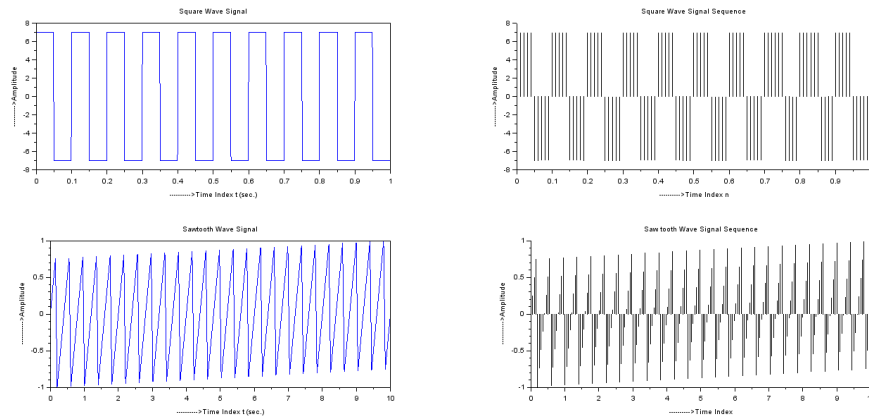 Square Wave Signal
8
6
4
2
0
-2
-4
-6
-8
--------->Amplitude
0 0.1 0.2 0.3 0.4 0.5 0.6 0.7 0.8 0.9 1
---------->Time Index t (sec.)
Square Wave Signal Sequence
8
6
4
2
0
-2
-4
-6
-8
--------->Amplitude
0 0.1 0.2 0.3 0.4 0.5 0.6 0.7 0.8 0.9
---------->Time Index n
Sawtooth Wave Signal
1
0.5
0
-0.5
-1
--------->Amplitude
0 1 2 3 4 5 6 7 8 9 10
---------->Time Index t (sec.)
Saw tooth Wave Signal Sequence
1
0.5
0
-0.5
-1
--------->Amplitude
0 1 2 3 4 5 6 7 8 9 10
---------->Time Index